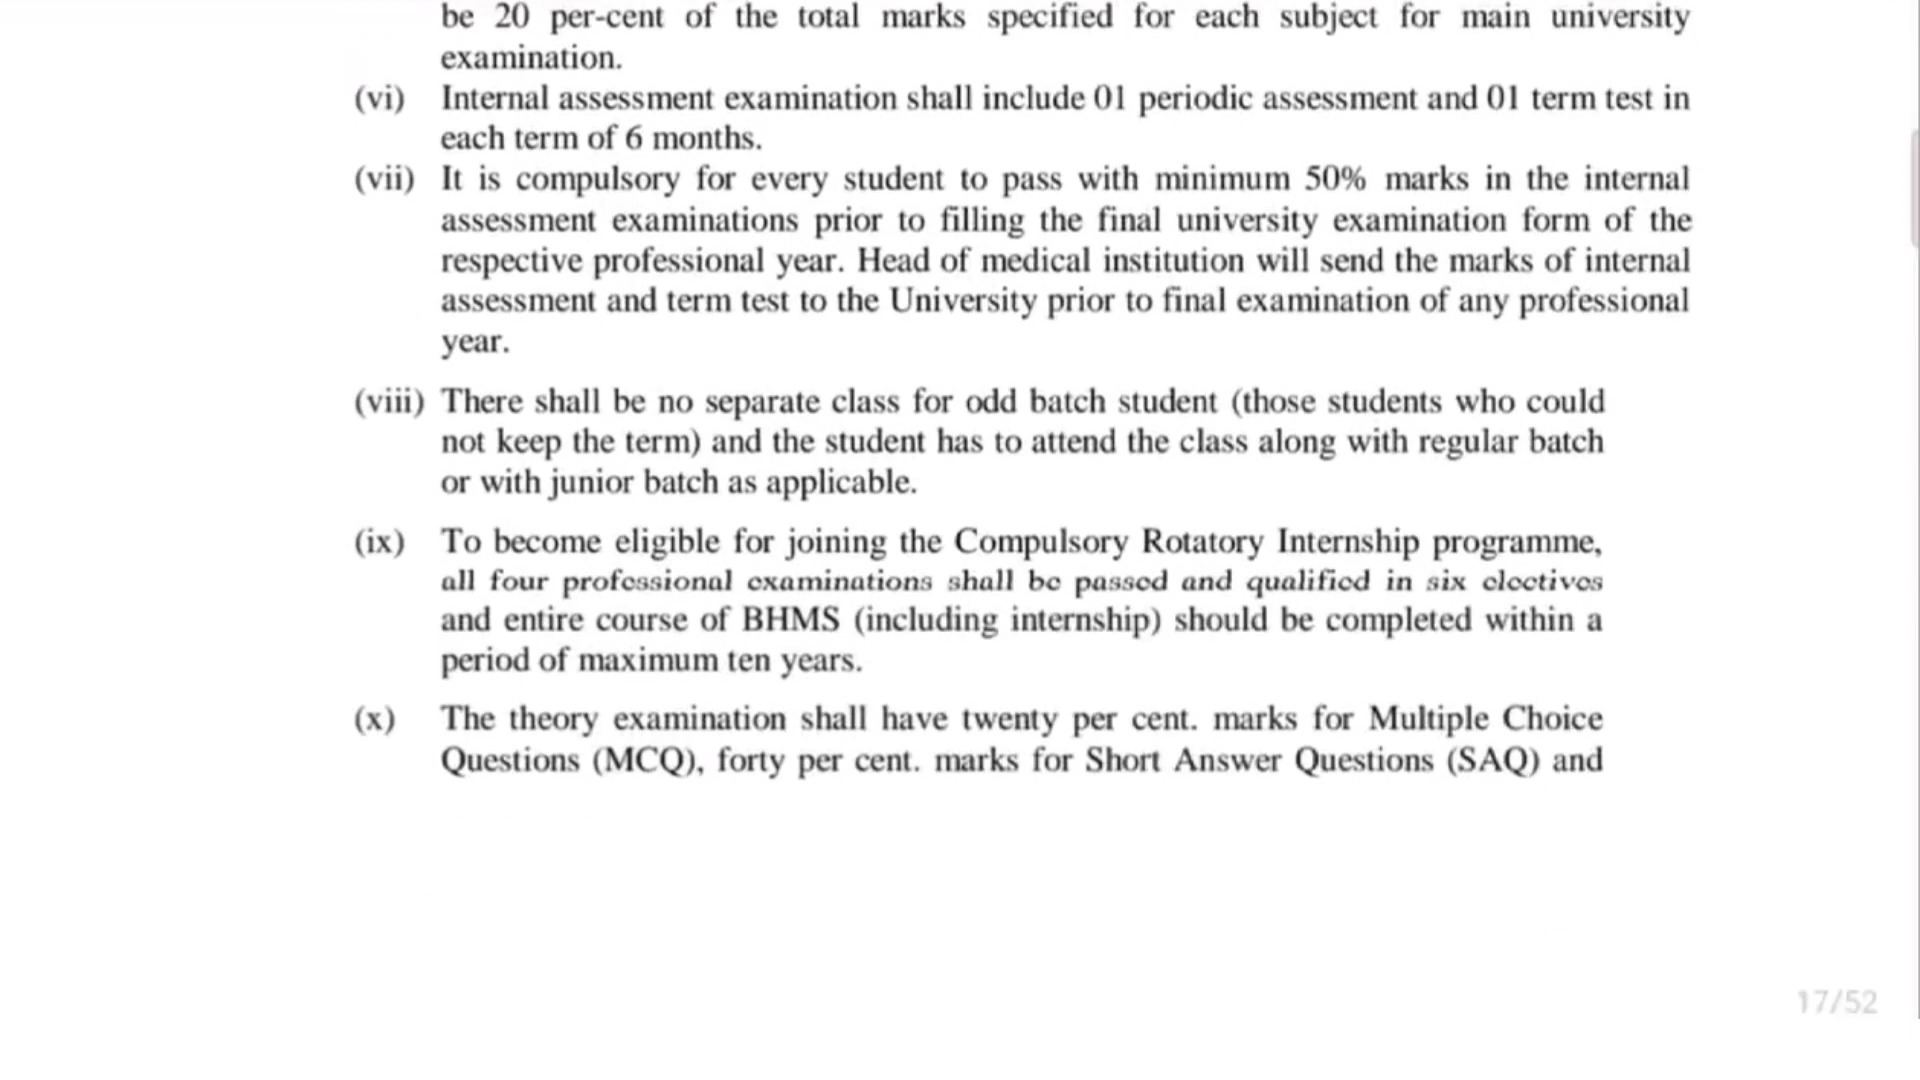 be 20 per-cent of the total marks specified for each subject for main university
examination.
(vi) Internal assessment examination shall include 01 periodic assessment and 01 term test in
each term of 6 months.
(vii) It is compulsory for every student to pass with minimum 50% marks in the internal
assessment examinations prior to filling the final university examination form of the
respective professional year. Head of medical institution will send the marks of internal
assessment and term test to the University prior to final examination of any professional
year.
(viii) There shall be no separate class for odd batch student (those students who could
not keep the term) and the student has to attend the class along with regular batch
or with junior batch as applicable.
(ix) To become eligible for joining the Compulsory Rotatory Internship programme,
all four professional examinations shall be passed and qualified in six electives
and entire course of BHMS (including internship) should be completed within a
period of maximum ten years.
(x) The theory examination shall have twenty per cent. marks for Multiple Choice
Questions (MCQ), forty per cent. marks for Short Answer Questions (SAQ) and
17/52